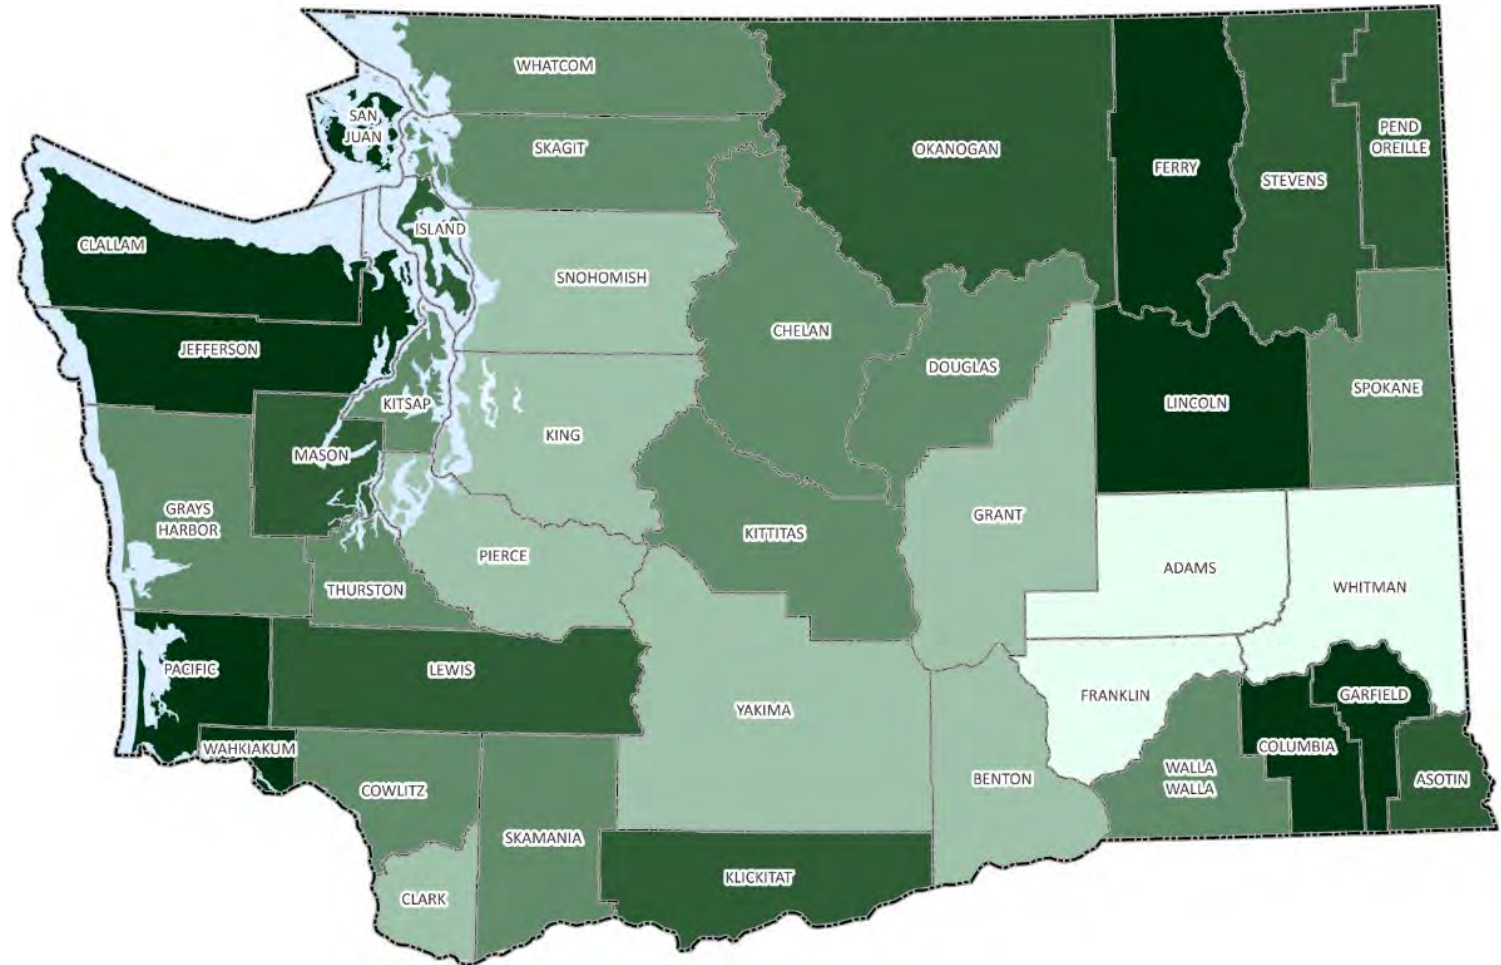 WHATCOM
SAN
JUAN
SKAGIT
OKANOGAN
FERRY
STEVENS
PEND
OREILLE
CLALLAM
ISLAND
SNOHOMISH
CHELAN
DOUGLAS
JEFFERSON
KITSAP
KING
LINCOLN
SPOKANE
MASON
GRAYS
HARBOR
PIERCE
KITTITAS
GRANT
ADAMS
WHITMAN
THURSTON
PACIFIC
LEWIS
YAKIMA
FRANKLIN
GARFIELD
WAHKIAKUM
COWLITZ
SKAMANIA
BENTON
WALLA
WALLA
COLUMBIA
ASOTIN
CLARK
KLICKITAT